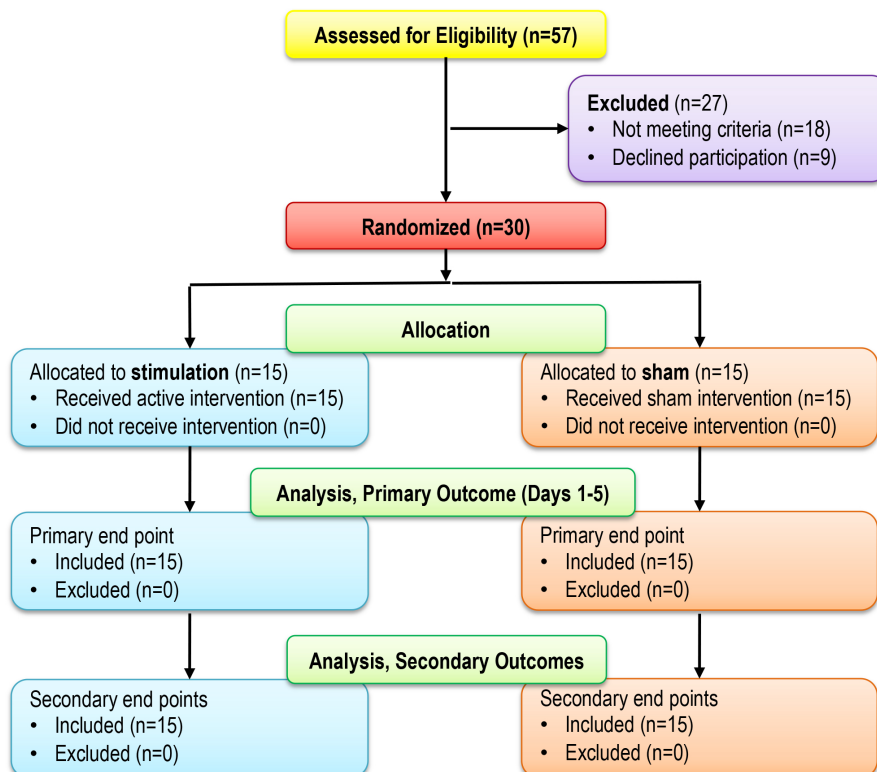 Assessed for Eligibility (n=57)
Excluded (n=27)
• Not meeting criteria (n=18)
• Declined participation (n=9)
Randomized (n=30)
Allocation
Allocated to stimulation (n=15)
• Received active intervention (n=15)
• Did not receive intervention (n=0)
Allocated to sham (n=15)
• Received sham intervention (n=15)
• Did not receive intervention (n=0)
Analysis, Primary Outcome (Days 1-5)
Primary end point
• Included (n=15)
• Excluded (n=0)
Primary end point
• Included (n=15)
• Excluded (n=0)
Analysis, Secondary Outcomes
Secondary end points
• Included (n=15)
• Excluded (n=0)
Secondary end points
• Included (n=15)
• Excluded (n=0)